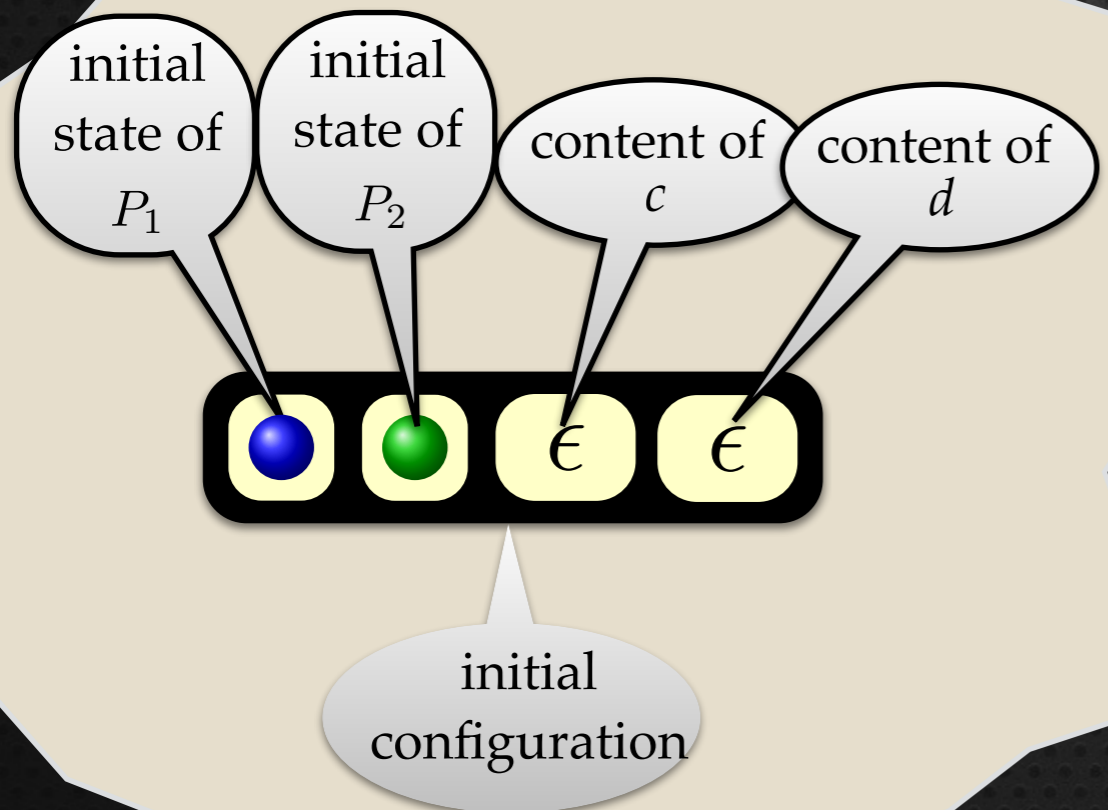 initial
state of
P₁
initial
state of
P₂
content of
c
content of
d
ϵ
ϵ
initial
configuration